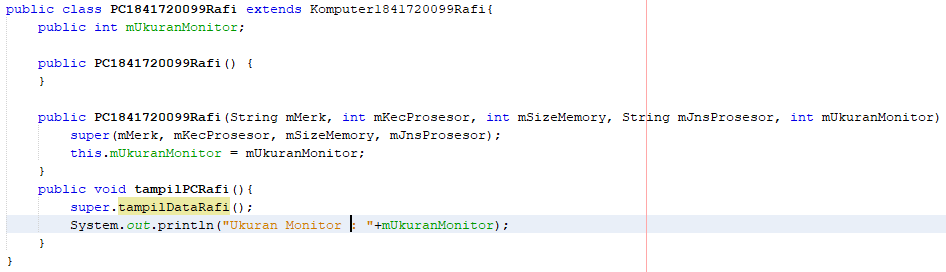 public class PC1841720099Rafi extends Komputer1841720099Rafi{
public int mUkuranMonitor;
public PC1841720099Rafi() {
}
public PC1841720099Rafi(String mMerk, int mKecProsesor, int mSizeMemory, String mJnsProsesor, int mUkuranMonitor)
super(mMerk, mKecProsesor, mSizeMemory, mJnsProsesor);
this.mUkuranMonitor = mUkuranMonitor;
}
public void tampilPCRafi(){
super.tampilDataRafi();
System.out.println("Ukuran Monitor : "+mUkuranMonitor);
}
}